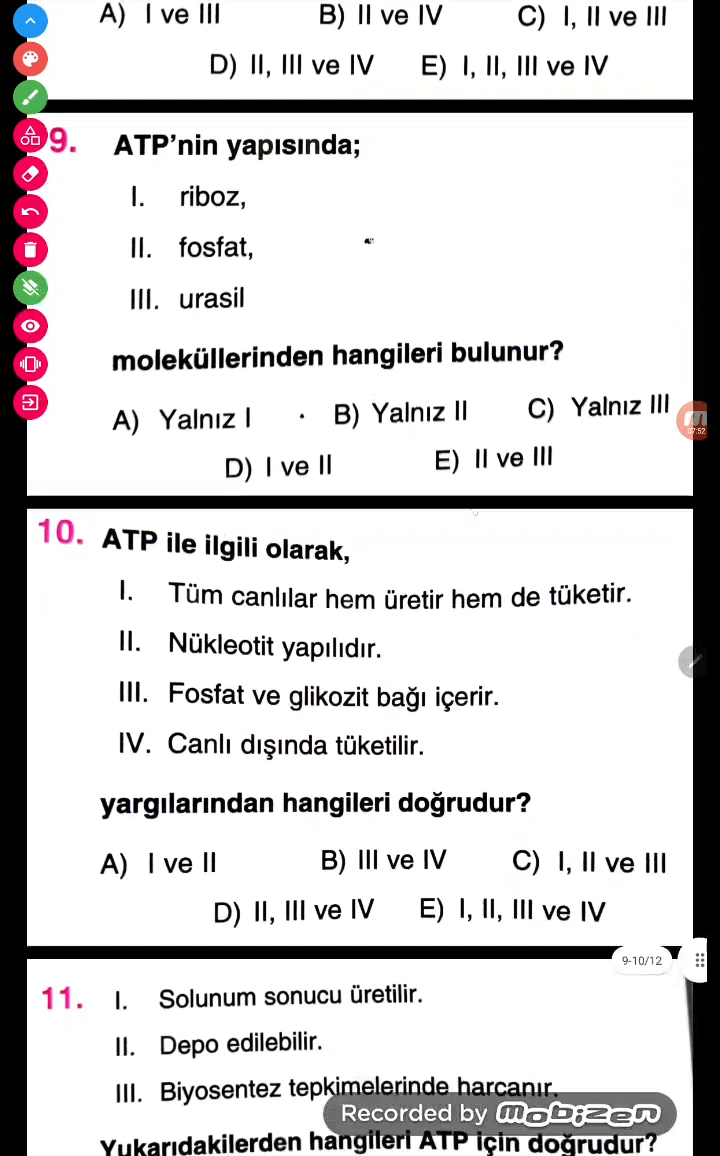 A) I ve III B) II ve IV C) I, II ve III
D) II, III ve IV E) I, II, III ve IV
9. ATP’nin yapısında;
I. riboz,
II. fosfat,
III. urasil
moleküllerinden hangileri bulunur?
A) Yalnız I B) Yalnız II C) Yalnız III
07:52
D) I ve II E) II ve III
10. ATP ile ilgili olarak,
I. Tüm canlılar hem üretir hem de tüketir.
II. Nükleotit yapılıdır.
III. Fosfat ve glikozit bağı içerir.
IV. Canlı dışında tüketilir.
yargılarından hangileri doğrudur?
A) I ve II B) III ve IV C) I, II ve III
D) II, III ve IV E) I, II, III ve IV
9-10/12
11. I. Solunum sonucu üretilir.
II. Depo edilebilir.
III. Biyosentez tepkimelerinde harcanır.
Recorded by mobizen
Yukarıdakilerden hangileri ATP için doğrudur?